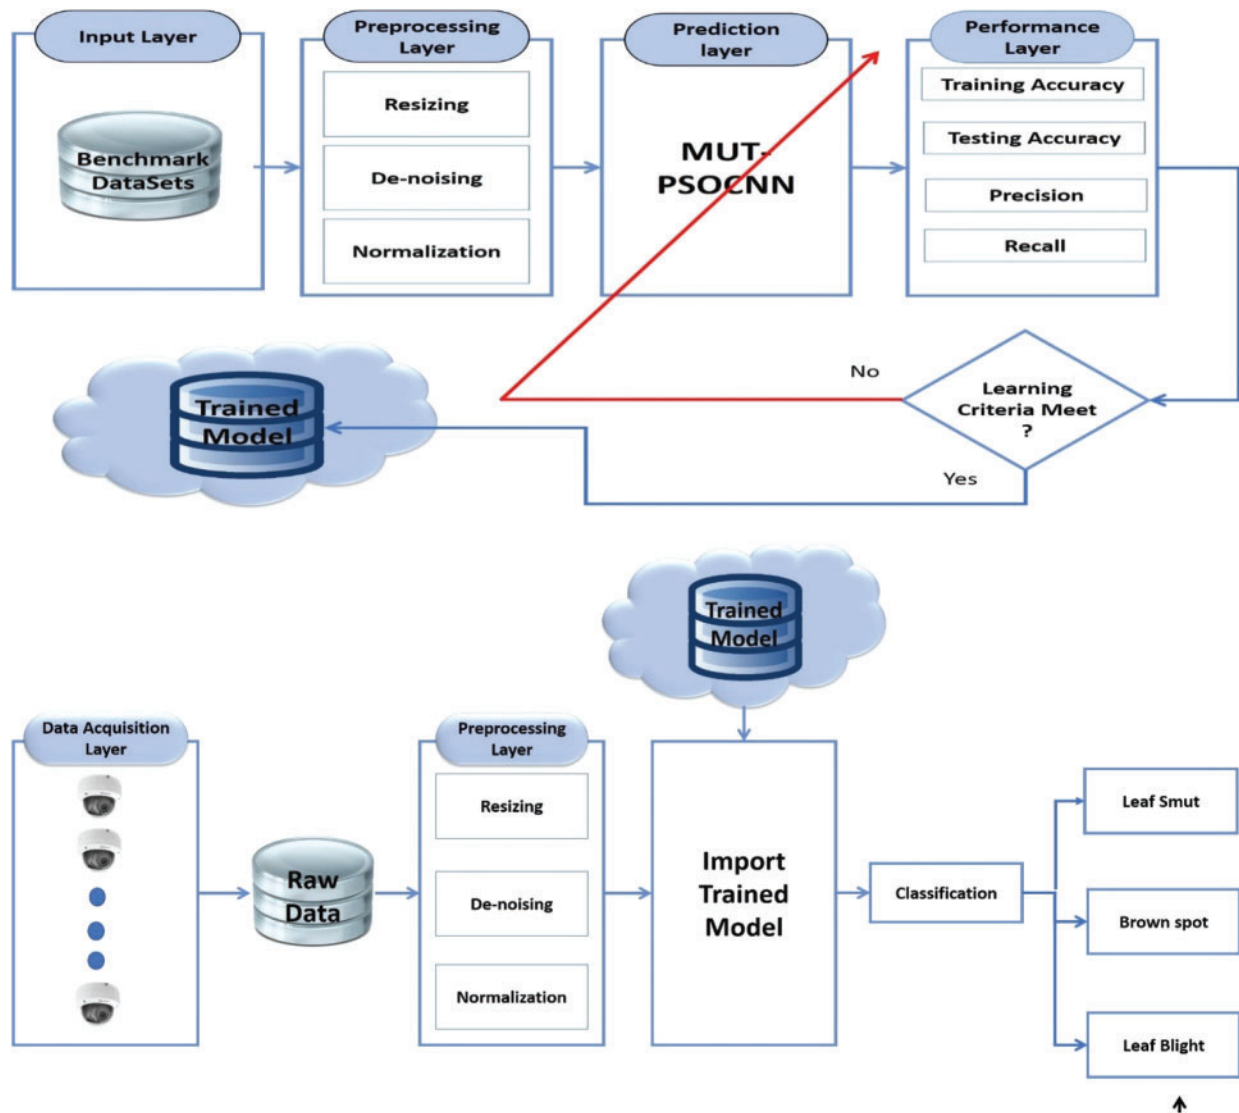 Input Layer
Benchmark
DataSets
Preprocessing
Layer
Resizing
De-noising
Normalization
Prediction
layer
MUT-
PSOCNN
Performance
Layer
Training Accuracy
Testing Accuracy
Precision
Recall
Learning
Criteria Meet
?
No
Yes
Trained
Model
Trained
Model
Data Acquisition
Layer
Raw
Data
Preprocessing
Layer
Resizing
De-noising
Normalization
Import
Trained
Model
Classification
Leaf Smut
Brown spot
Leaf Blight